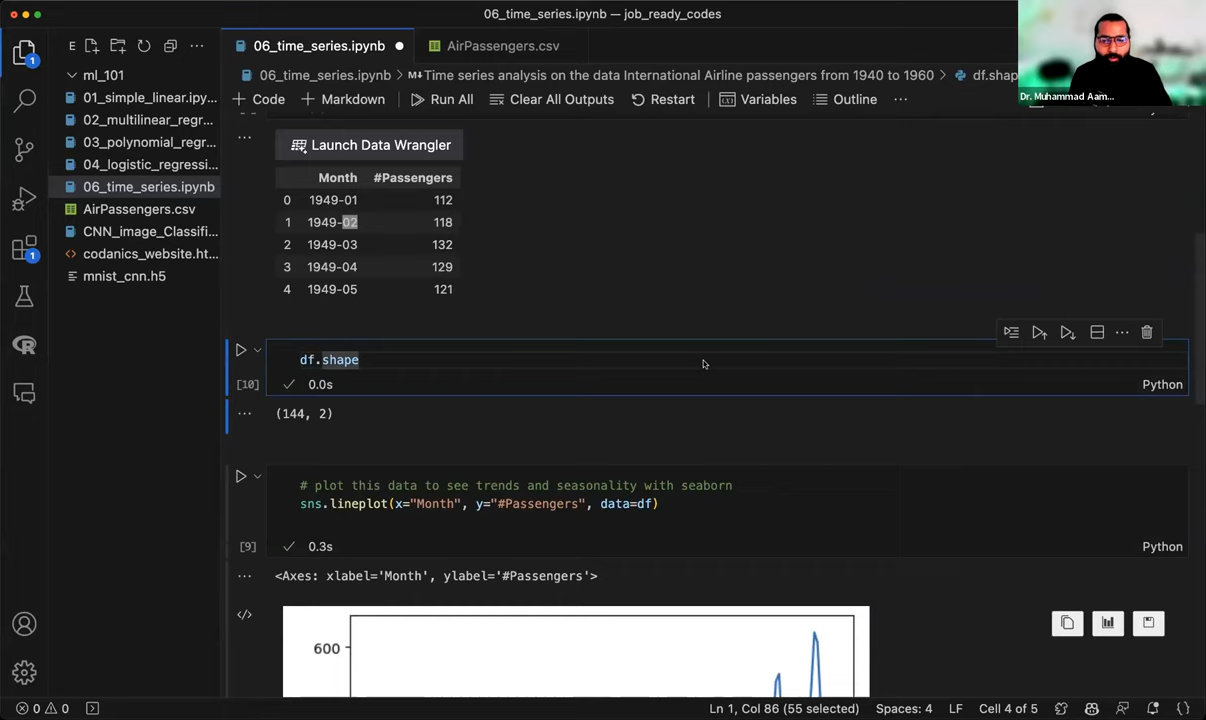 06_time_series.ipynb — job_ready_codes
E
06_time_series.ipynb
AirPassengers.csv
ml_101
01_simple_linear.ipy...
02_multilinear_regr...
03_polynomial_regr...
04_logistic_regressi...
06_time_series.ipynb
AirPassengers.csv
CNN_image_Classifi...
codanics_website.ht...
mnist_cnn.h5
1
1
06_time_series.ipynb > M↓ Time series analysis on the data International Airline passengers from 1940 to 1960 > df.shap
Dr. Muhammad Aam...
+ Code + Markdown Run All Clear All Outputs Restart Variables Outline ...
Launch Data Wrangler
Month #Passengers
0 1949-01 112
1 1949-02 118
2 1949-03 132
3 1949-04 129
4 1949-05 121
df.shape
[10] 0.0s Python
(144, 2)
# plot this data to see trends and seasonality with seaborn
sns.lineplot(x="Month", y="#Passengers", data=df)
[9] 0.3s Python
<Axes: xlabel='Month', ylabel='#Passengers'>
600
0 0 Ln 1, Col 86 (55 selected) Spaces: 4 LF Cell 4 of 5